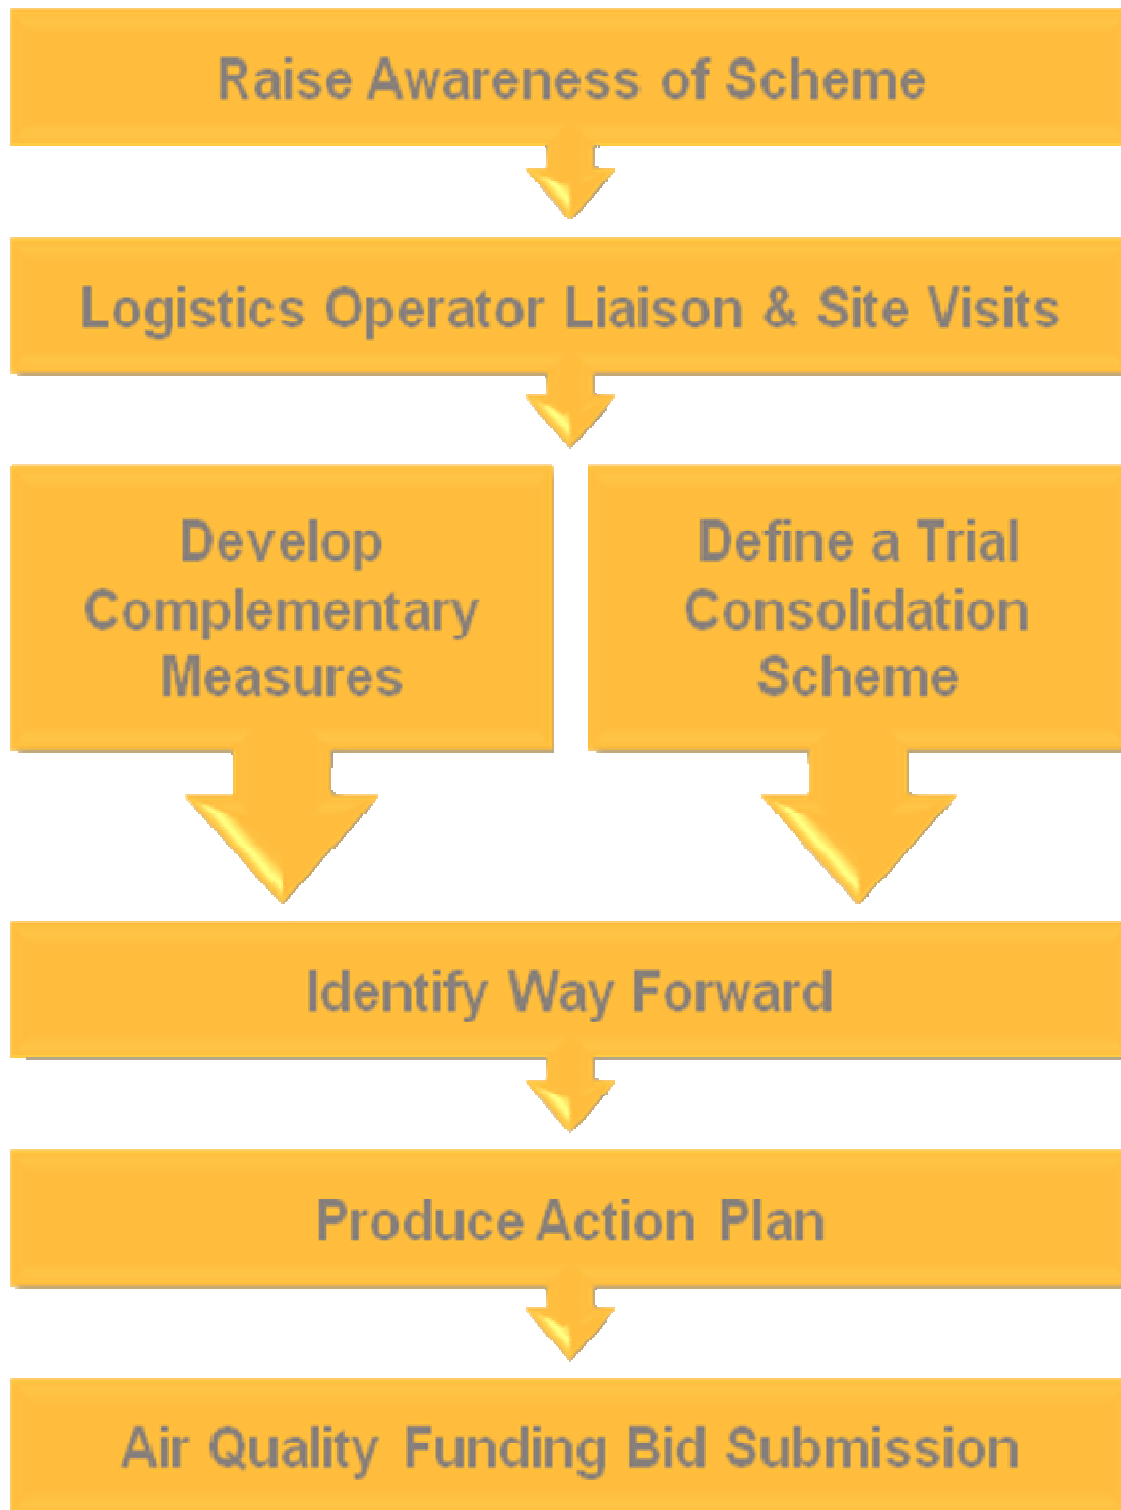 Raise Awareness of Scheme
Logistics Operator Liaison & Site Visits
Develop
Complementary
Measures
Define a Trial
Consolidation
Scheme
Identify Way Forward
Produce Action Plan
Air Quality Funding Bid Submission